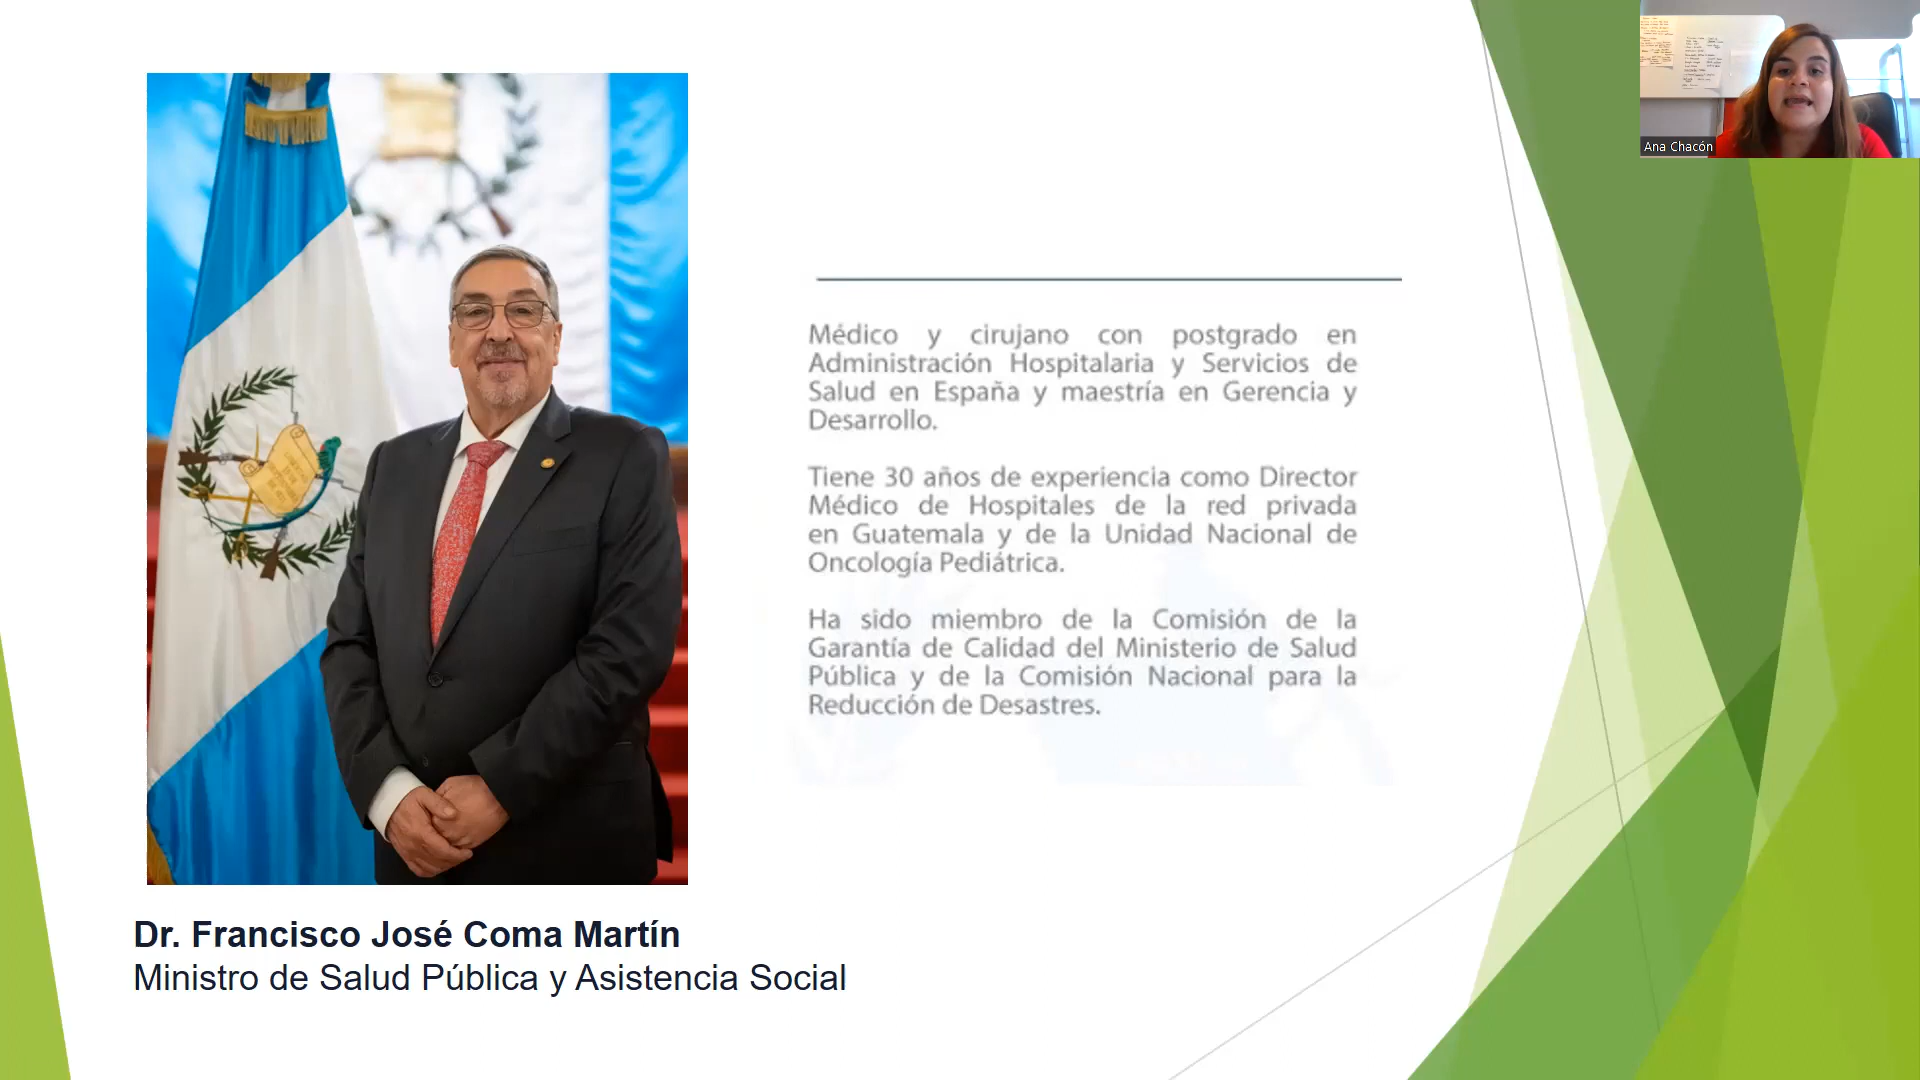 Ana Chacón
Médico y cirujano con postgrado en
Administración Hospitalaria y Servicios de
Salud en España y maestría en Gerencia y
Desarrollo.
Tiene 30 años de experiencia como Director
Médico de Hospitales de la red privada
en Guatemala y de la Unidad Nacional de
Oncología Pediátrica.
Ha sido miembro de la Comisión de la
Garantía de Calidad del Ministerio de Salud
Pública y de la Comisión Nacional para la
Reducción de Desastres.
Dr. Francisco José Coma Martín
Ministro de Salud Pública y Asistencia Social